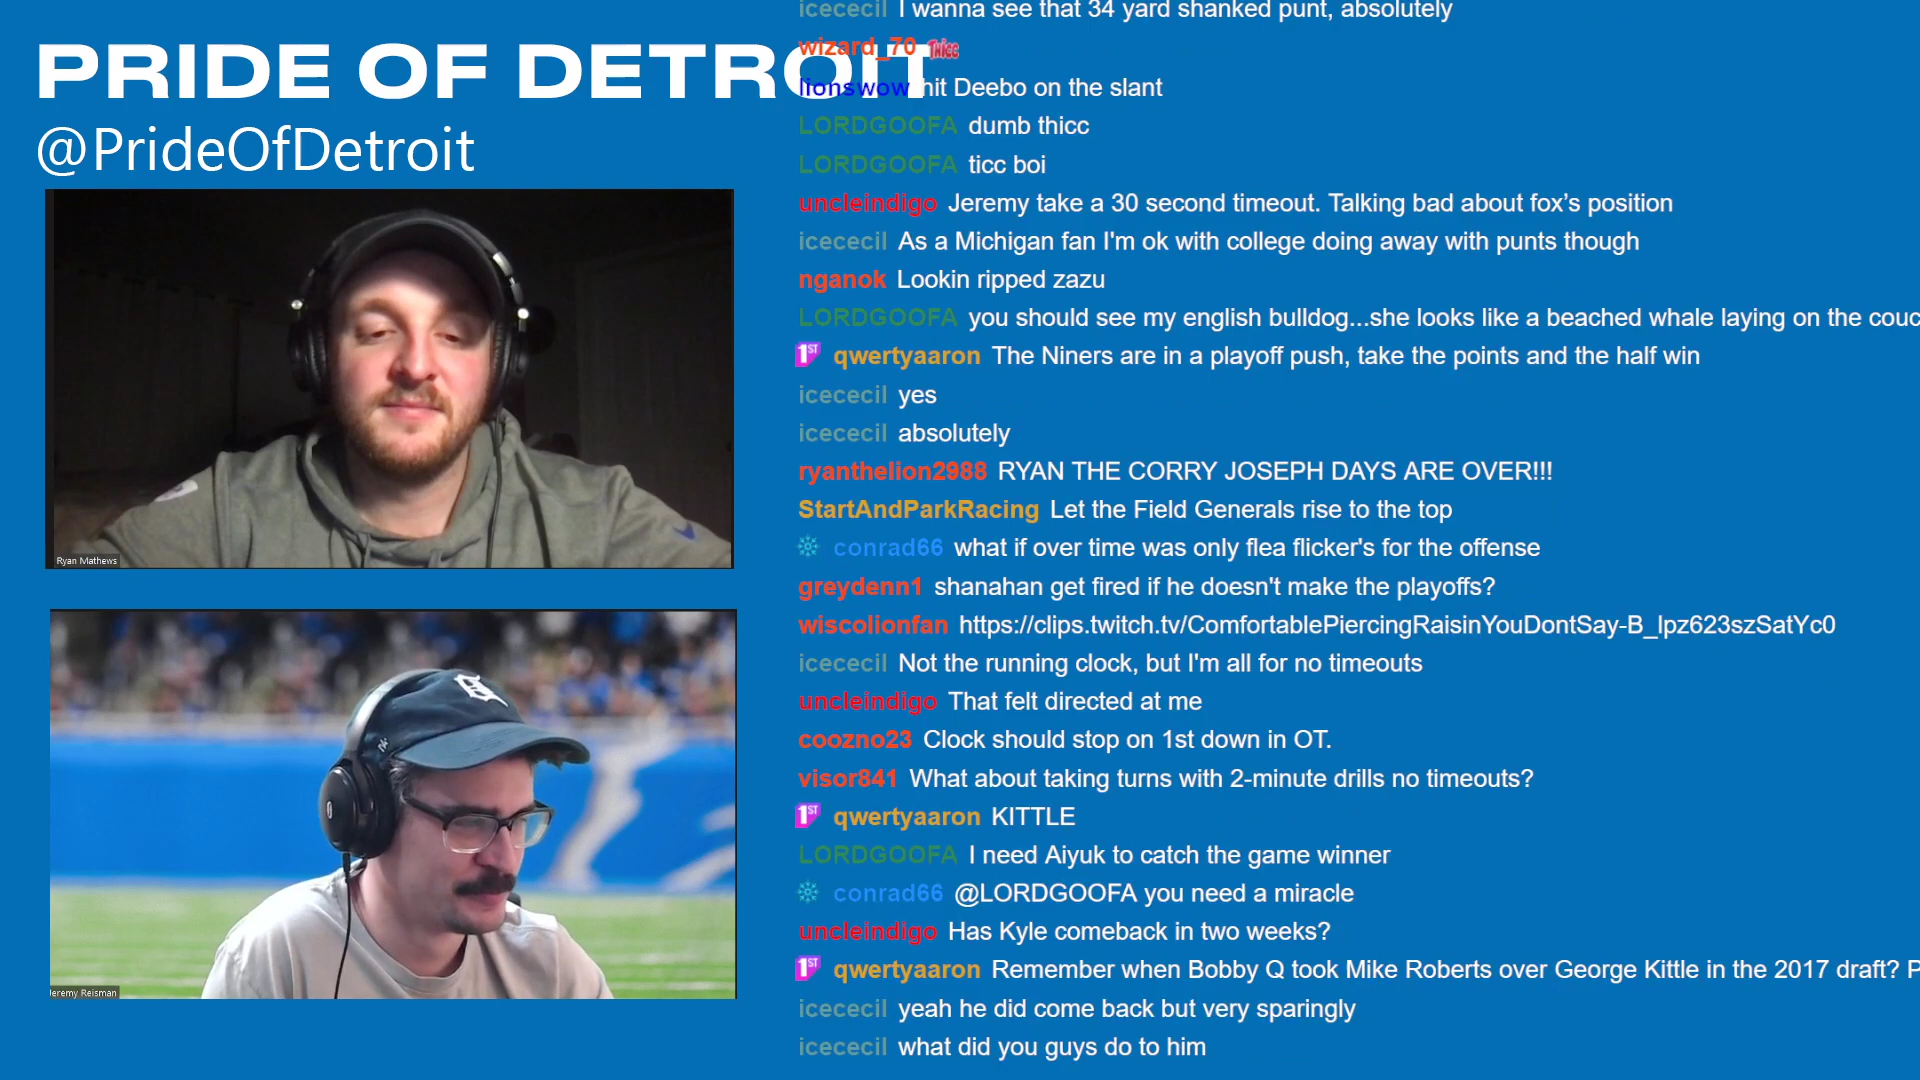 PRIDE OF DETROIT
@PrideOfDetroit
Ryan Mathews
Jeremy Reisman
icececil I wanna see that 34 yard shanked punt, absolutely
wizard_70 Thicc
lionswow hit Deebo on the slant
LORDGOOFA dumb thicc
LORDGOOFA ticc boi
uncleindigo Jeremy take a 30 second timeout. Talking bad about fox’s position
icececil As a Michigan fan I'm ok with college doing away with punts though
nganok Lookin ripped zazu
LORDGOOFA you should see my english bulldog...she looks like a beached whale laying on the couc
1ST qwertyaaron The Niners are in a playoff push, take the points and the half win
icececil yes
icececil absolutely
ryanthelion2988 RYAN THE CORRY JOSEPH DAYS ARE OVER!!!
StartAndParkRacing Let the Field Generals rise to the top
conrad66 what if over time was only flea flicker's for the offense
greydenn1 shanahan get fired if he doesn't make the playoffs?
wiscolionfan https://clips.twitch.tv/ComfortablePiercingRaisinYouDontSay-B_lpz623szSatYc0
icececil Not the running clock, but I'm all for no timeouts
uncleindigo That felt directed at me
coozno23 Clock should stop on 1st down in OT.
visor841 What about taking turns with 2-minute drills no timeouts?
1ST qwertyaaron KITTLE
LORDGOOFA I need Aiyuk to catch the game winner
conrad66 @LORDGOOFA you need a miracle
uncleindigo Has Kyle comeback in two weeks?
1ST qwertyaaron Remember when Bobby Q took Mike Roberts over George Kittle in the 2017 draft? P
icececil yeah he did come back but very sparingly
icececil what did you guys do to him